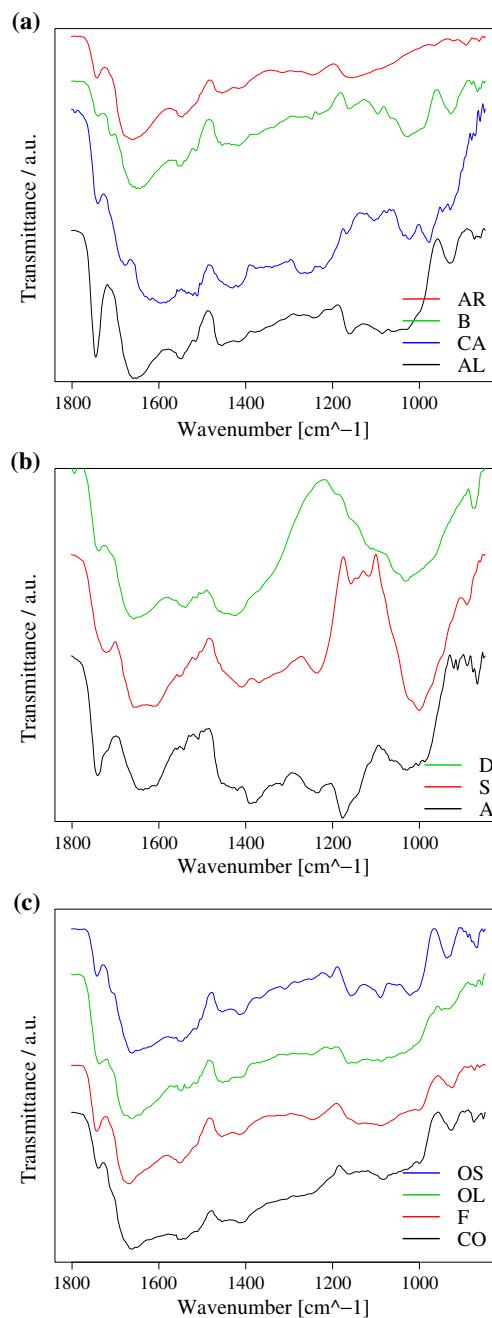 (a)
Transmittance / a.u.
AR
B
CA
AL
1800 1600 1400 1200 1000
Wavenumber [cm^−1]
(b)
Transmittance / a.u.
D
S
A
1800 1600 1400 1200 1000
Wavenumber [cm^−1]
(c)
Transmittance / a.u.
OS
OL
F
CO
1800 1600 1400 1200 1000
Wavenumber [cm^−1]